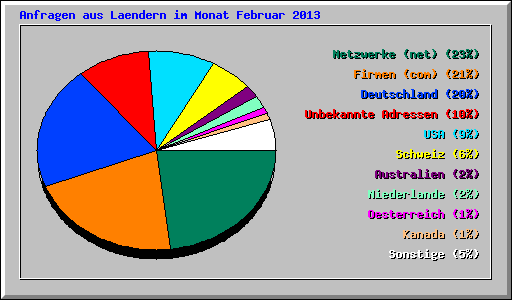 Anfragen aus Laendern im Monat Februar 2013
Netzwerke (net) (23%)
Firmen (com) (21%)
Deutschland (20%)
Unbekannte Adressen (10%)
USA (9%)
Schweiz (6%)
Australien (2%)
Niederlande (2%)
Oesterreich (1%)
Kanada (1%)
Sonstige (5%)